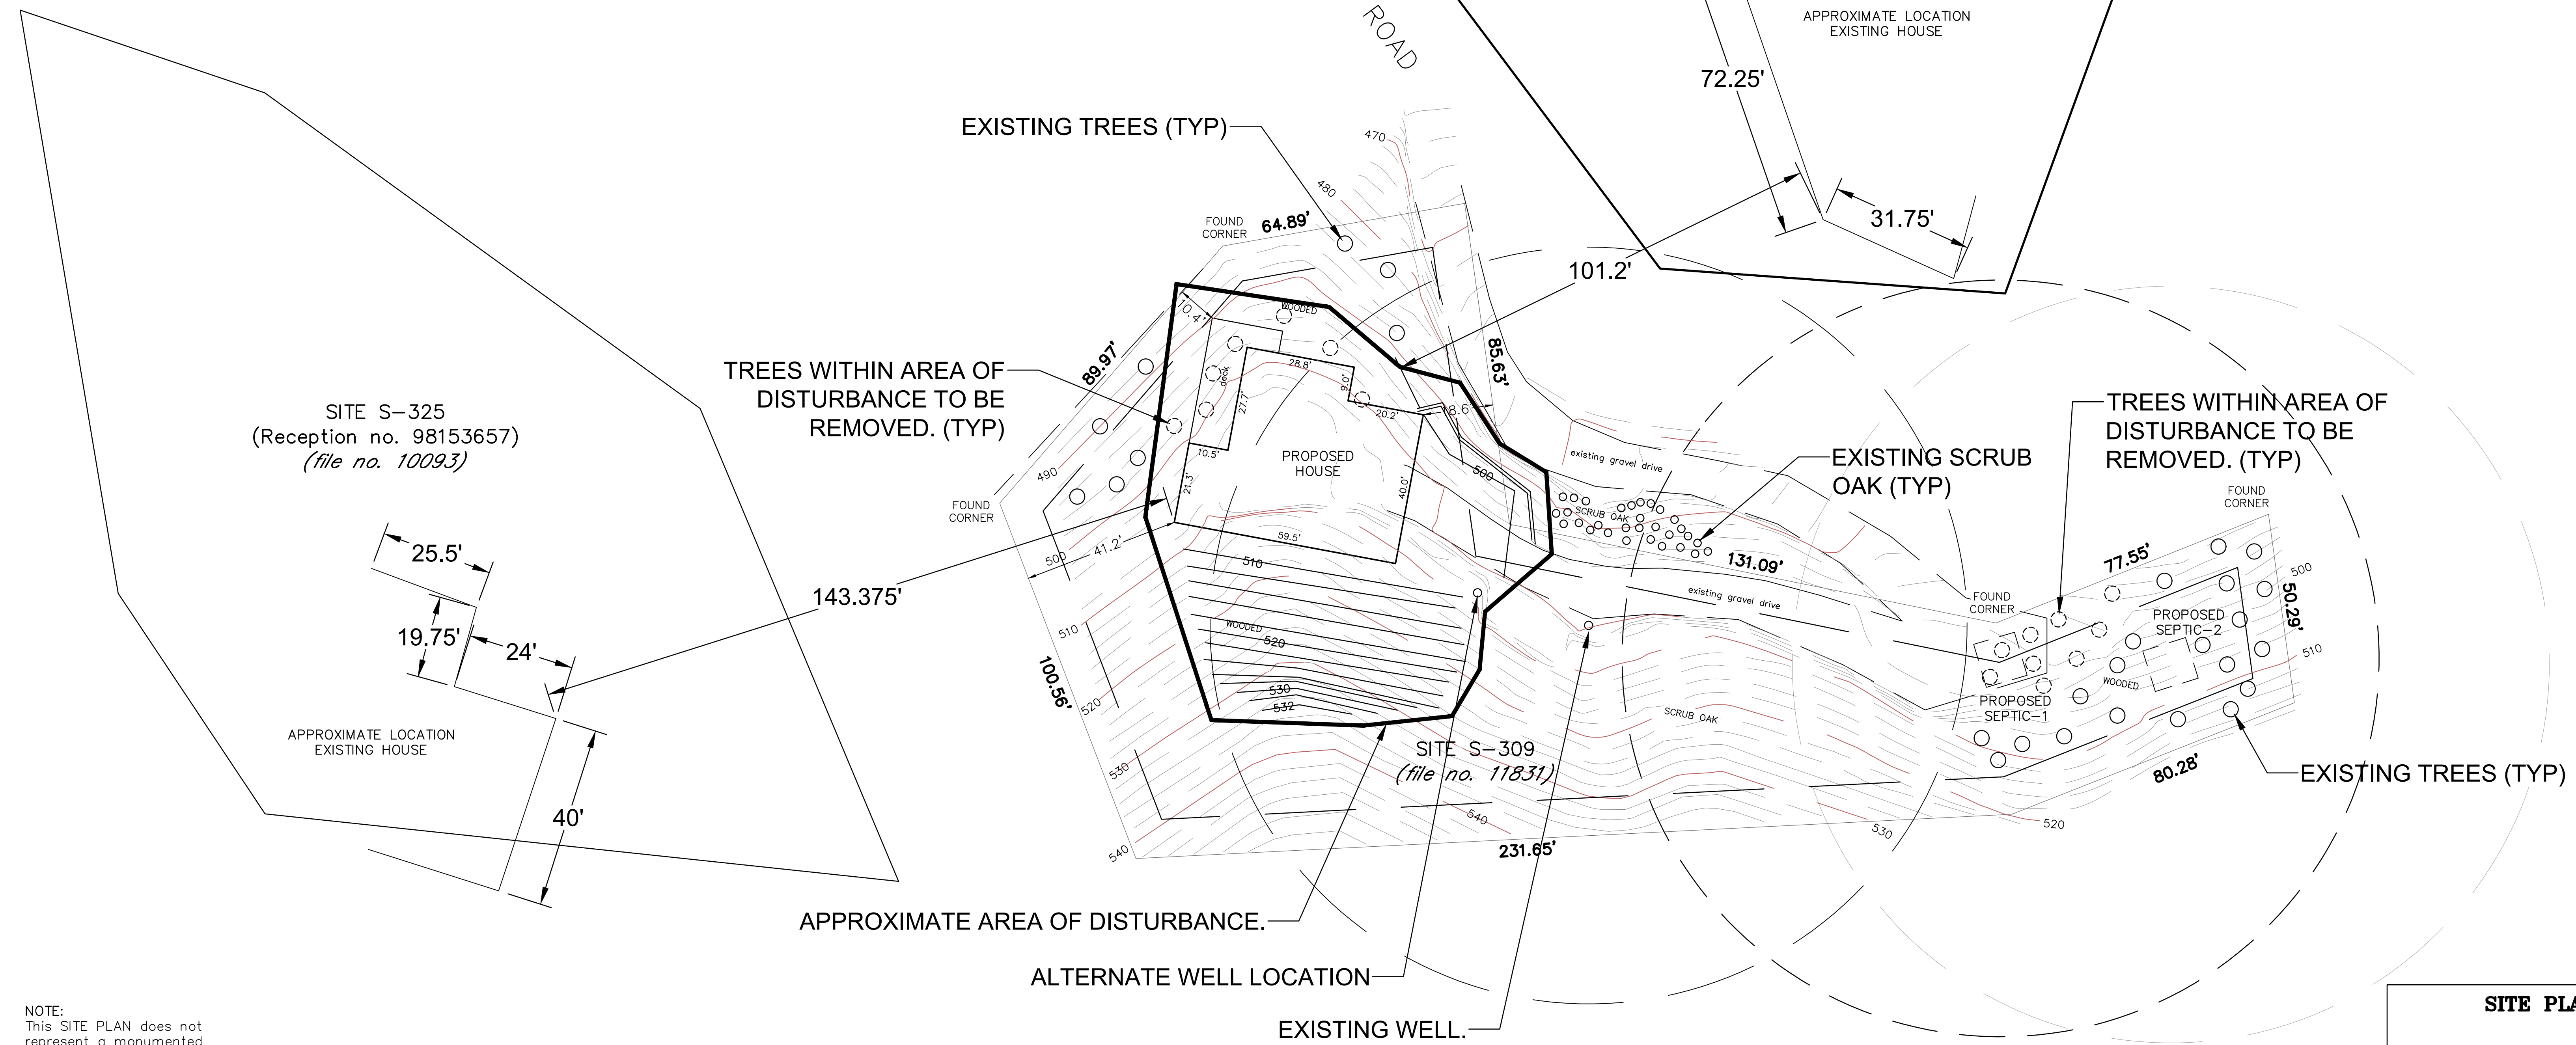 ROAD
APPROXIMATE LOCATION
EXISTING HOUSE
72.25'
31.75'
101.2'
EXISTING TREES (TYP)
470
480
FOUND
CORNER
64.89'
10.4'
WOODED
89.97'
85.63'
TREES WITHIN AREA OF
DISTURBANCE TO BE
REMOVED. (TYP)
deck
28.8'
9.0'
27.7'
20.2'
8.6
10.5'
21.3'
PROPOSED
HOUSE
40.0'
59.5'
500
490
FOUND
CORNER
500
41.2'
143.375'
SITE S-325
(Reception no. 98153657)
(file no. 10093)
25.5'
19.75'
24'
APPROXIMATE LOCATION
EXISTING HOUSE
40'
existing gravel drive
SCRUB OAK
EXISTING SCRUB
OAK (TYP)
131.09'
existing gravel drive
TREES WITHIN AREA OF
DISTURBANCE TO BE
REMOVED. (TYP)
FOUND
CORNER
77.55'
500
50.29'
510
FOUND
CORNER
PROPOSED
SEPTIC-2
WOODED
PROPOSED
SEPTIC-1
80.28'
EXISTING TREES (TYP)
510
WOODED
520
530
532
510
100.56'
520
530
540
SCRUB OAK
SITE S-309
(file no. 11831)
540
530
520
231.65'
APPROXIMATE AREA OF DISTURBANCE.
ALTERNATE WELL LOCATION
EXISTING WELL.
NOTE:
This SITE PLAN does not
represent a monumented
SITE PLA